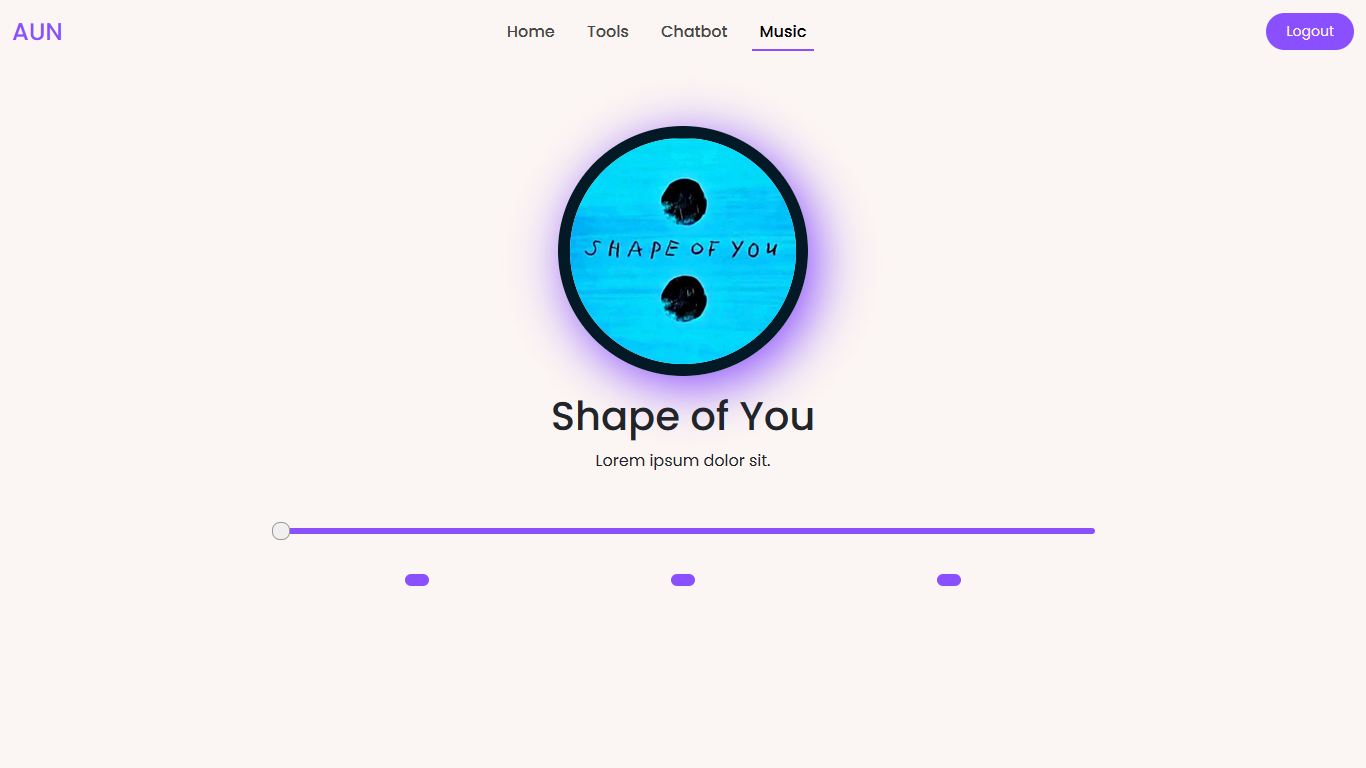 AUN
Home Tools Chatbot Music
Logout
SHAPE OF YOU
Shape of You
Lorem ipsum dolor sit.